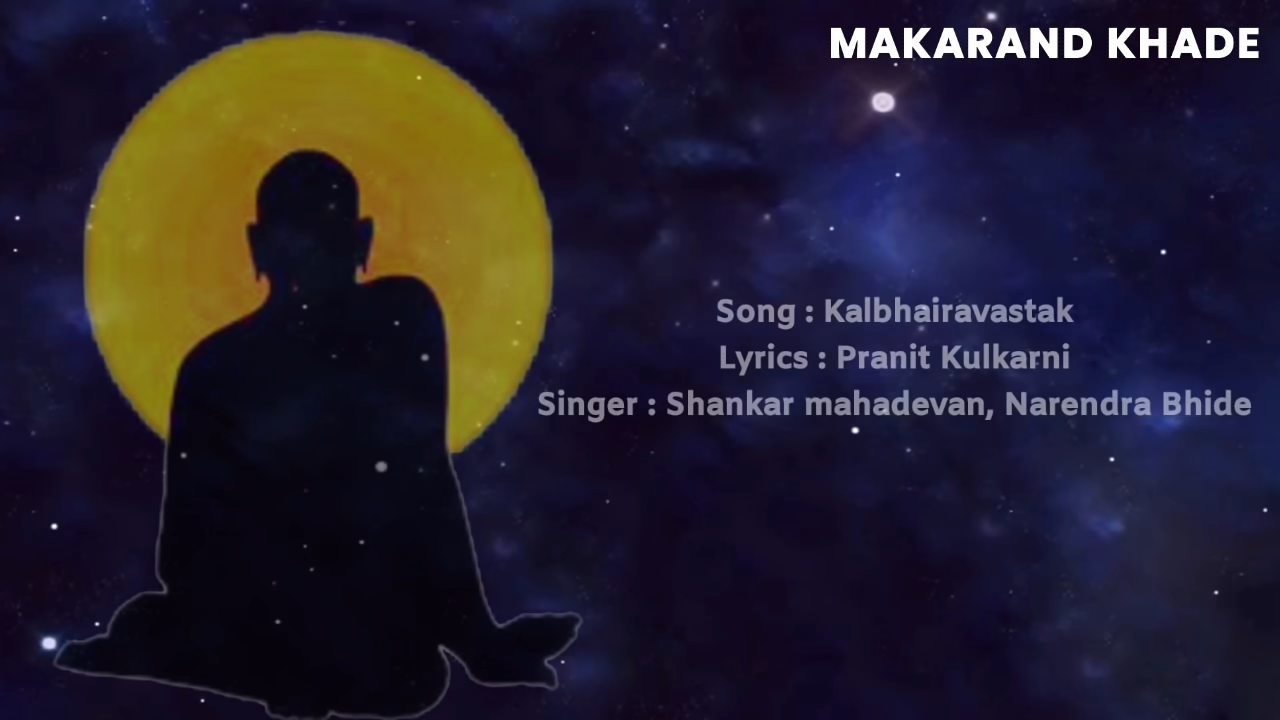 MAKARAND KHADE
Song : Kalbhairavastak
Lyrics : Pranit Kulkarni
Singer : Shankar mahadevan, Narendra Bhide